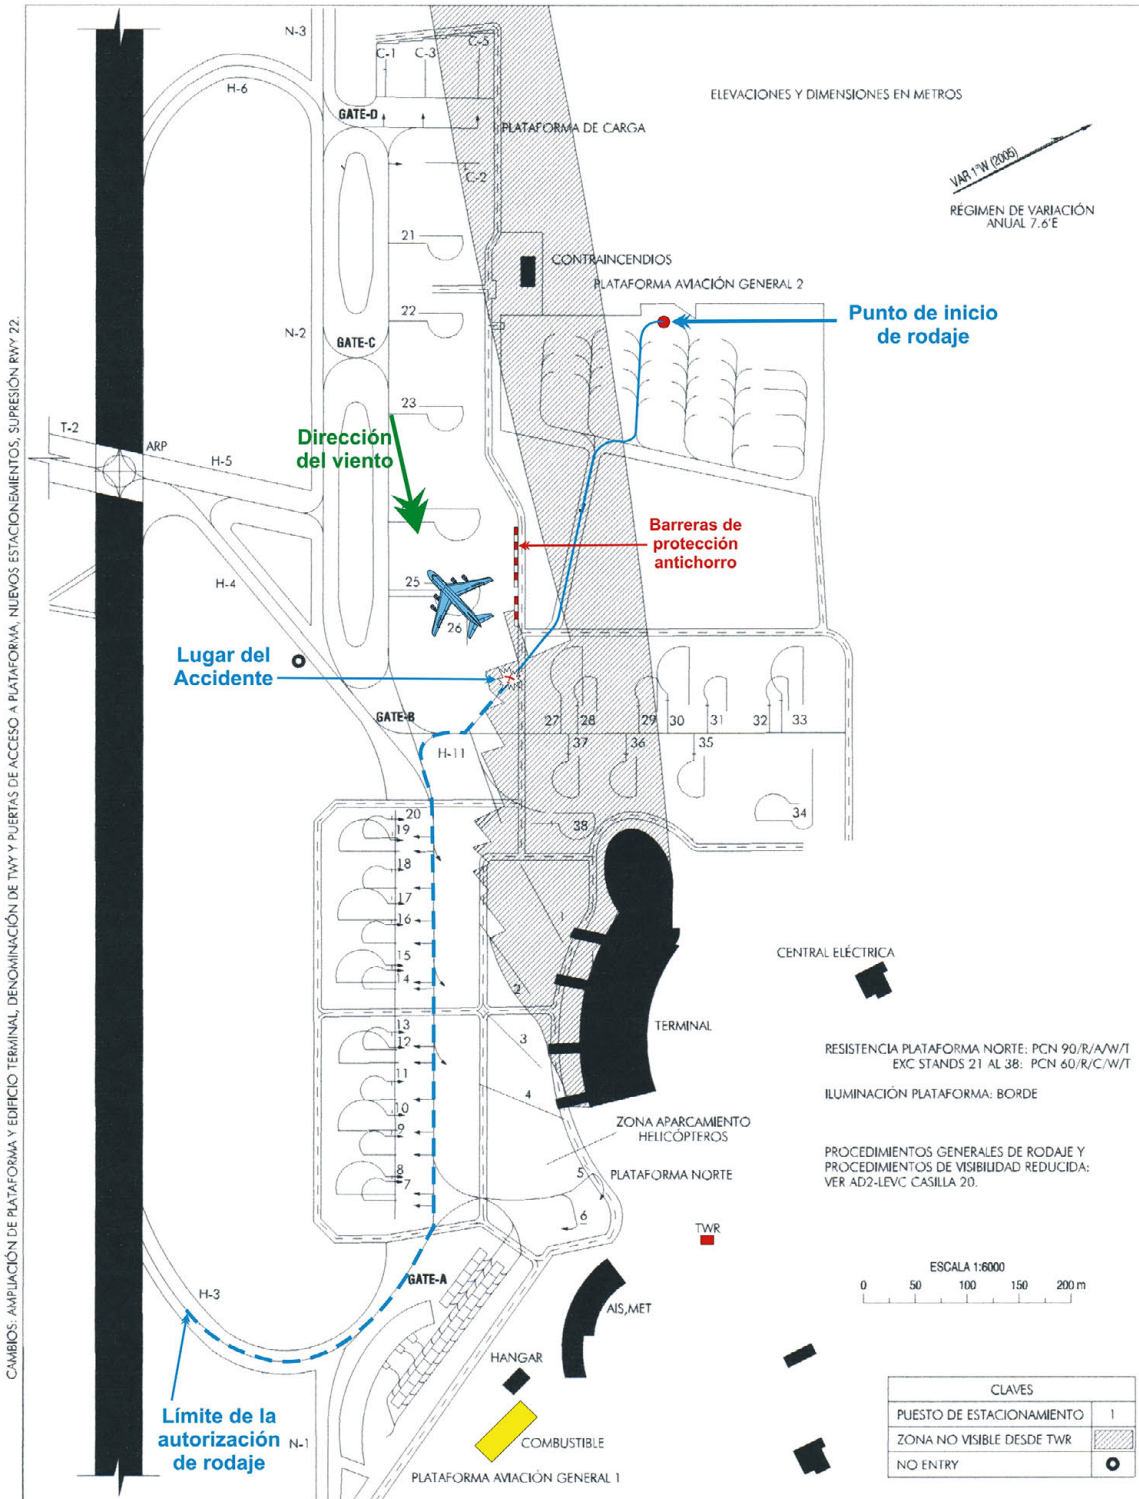 N-3
C-1
C-3
C-5
H-6
ELEVACIONES Y DIMENSIONES EN METROS
GATE-D
PLATAFORMA DE CARGA
C-2
VAR 1°W (2005)
RÉGIMEN DE VARIACIÓN
ANUAL 7.6'E
21
CONTRAINCENDIOS
PLATAFORMA AVIACIÓN GENERAL 2
22
Punto de inicio
de rodaje
N-2
GATE-C
23
T-2
ARP
H-5
Dirección
del viento
Barreras de
protección
antichorro
H-4
25
26
Lugar del
Accidente
GATE-B
H-11
27
28
29
30
31
32
33
37
36
35
34
38
20
19
18
17
16
15
14
13
12
11
10
9
8
7
1
2
3
4
5
6
CENTRAL ELÉCTRICA
TERMINAL
RESISTENCIA PLATAFORMA NORTE: PCN 90/R/A/W/T
EXC STANDS 21 AL 38: PCN 60/R/C/W/T
ILUMINACIÓN PLATAFORMA: BORDE
ZONA APARCAMIENTO
HELICÓPTEROS
PROCEDIMIENTOS GENERALES DE RODAJE Y
PROCEDIMIENTOS DE VISIBILIDAD REDUCIDA:
VER AD2-LEVC CASILLA 20.
PLATAFORMA NORTE
TWR
GATE-A
H-3
ESCALA 1:6000
0 50 100 150 200 m
AIS,MET
HANGAR
Límite de la
autorización
de rodaje
N-1
COMBUSTIBLE
PLATAFORMA AVIACIÓN GENERAL 1
CLAVES
PUESTO DE ESTACIONAMIENTO 1
ZONA NO VISIBLE DESDE TWR
NO ENTRY
CAMBIOS: AMPLIACIÓN DE PLATAFORMA Y EDIFICIO TERMINAL, DENOMINACIÓN DE TWY Y PUERTAS DE ACCESO A PLATAFORMA, NUEVOS ESTACIONEMIENTOS, SUPRESIÓN RWY 22.